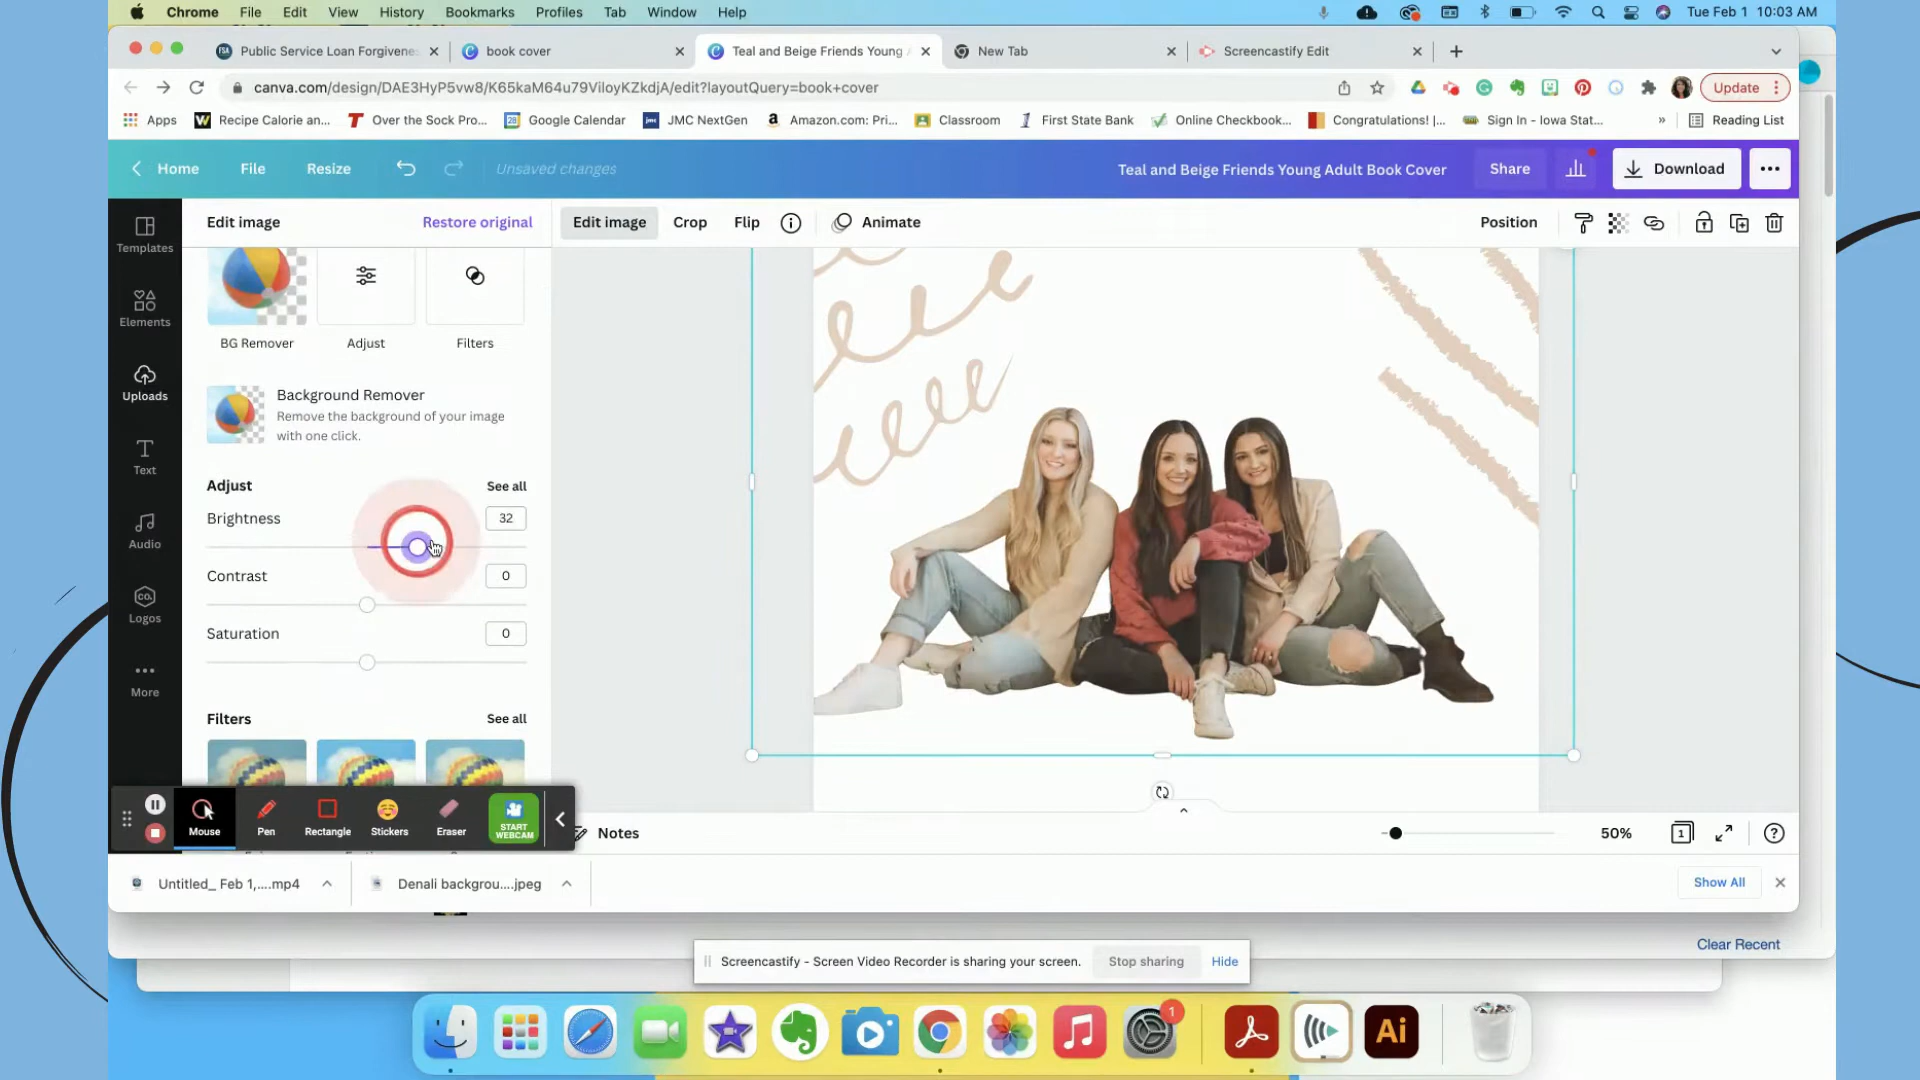 Chrome File Edit View History Bookmarks Profiles Tab Window Help Tue Feb 1 10:03 AM
Public Service Loan Forgivene book cover Teal and Beige Friends Young New Tab Screencastify Edit
canva.com/design/DAE3HyP5vw8/K65kaM64u79ViloyKZkdjA/edit?layoutQuery=book+cover Update
Apps Recipe Calorie an... Over the Sock Pro... Google Calendar JMC NextGen Amazon.com: Pri... Classroom First State Bank Online Checkbook... Congratulations! |... Sign In - Iowa Stat... » Reading List
Home File Resize Unsaved changes Teal and Beige Friends Young Adult Book Cover Share Download
Edit image Restore original Edit image Crop Flip Animate Position
Templates
Elements
Uploads
Text
Audio
CO.
Logos
More
BG Remover Adjust Filters
Background Remover
Remove the background of your image
with one click.
Adjust See all
Brightness 32
Contrast 0
Saturation 0
Filters See all
Mouse Pen Rectangle Stickers Eraser START WEBCAM
Notes 50% 1
Untitled_ Feb 1,....mp4 Denali backgrou....jpeg Show All
Clear Recent
Screencastify - Screen Video Recorder is sharing your screen. Stop sharing Hide
1
Ai